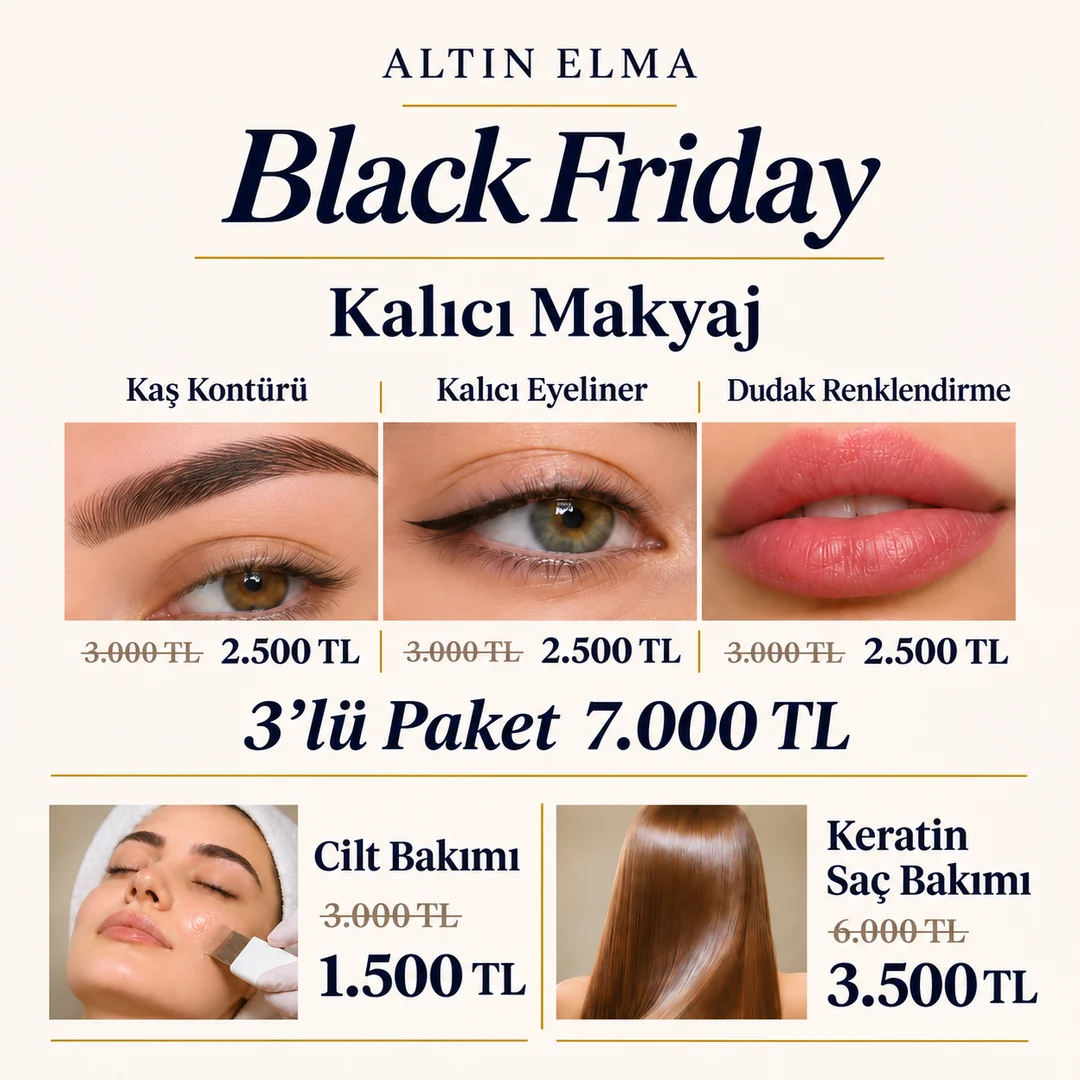 ALTIN ELMA
Black Friday
Kalıcı Makyaj
Kaş Kontürü
Kalıcı Eyeliner
Dudak Renklendirme
3.000 TL 2.500 TL
3.000 TL 2.500 TL
3.000 TL 2.500 TL
3’lü Paket 7.000 TL
Cilt Bakımı
3.000 TL
1.500 TL
Keratin
Saç Bakımı
6.000 TL
3.500 TL